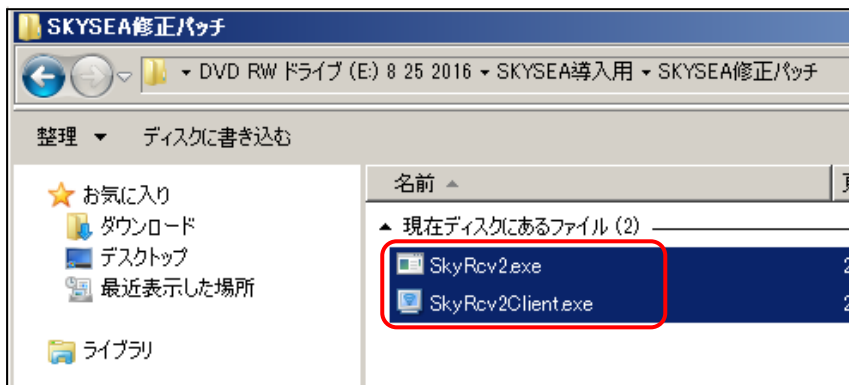 SKYSEA修正パッチ
DVD RW ドライブ (E:) 8 25 2016 SKYSEA導入用 SKYSEA修正パッチ
整理 ディスクに書き込む
名前
お気に入り
ダウンロード
デスクトップ
最近表示した場所
ライブラリ
現在ディスクにあるファイル (2)
SkyRcv2.exe
SkyRcv2Client.exe